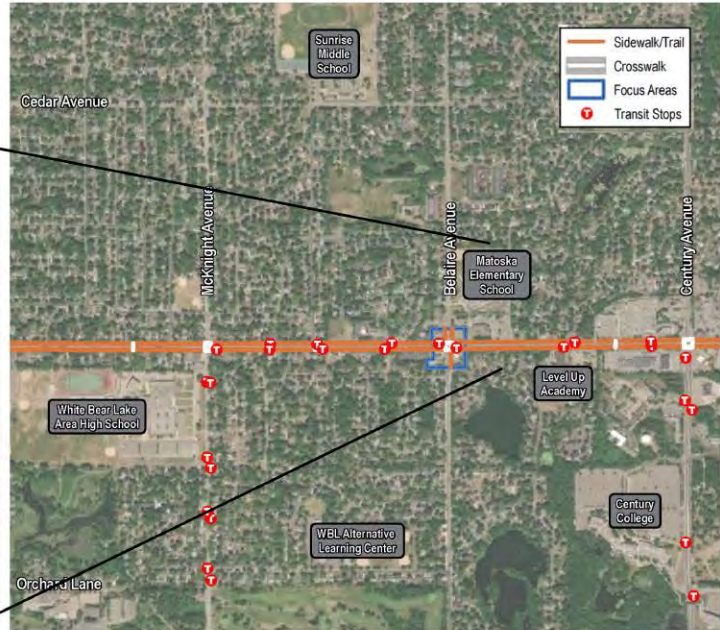 Sunrise
Middle
School
Sidewalk/Trail
Crosswalk
Focus Areas
T Transit Stops
Cedar Avenue
McKnight Avenue
Belaire Avenue
Century Avenue
Matoska
Elementary
School
White Bear Lake
Area High School
Level Up
Academy
Century
College
WBL Alternative
Learning Center
Orchard Lane